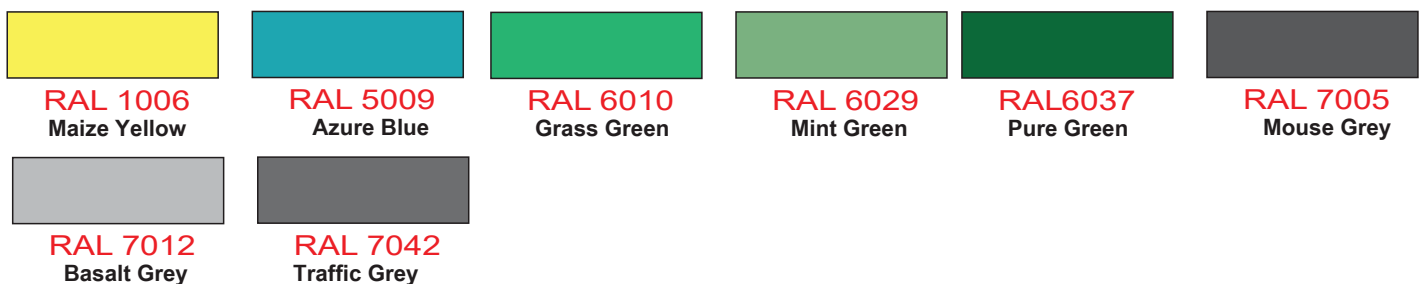 RAL 1006
Maize Yellow
RAL 5009
Azure Blue
RAL 6010
Grass Green
RAL 6029
Mint Green
RAL6037
Pure Green
RAL 7005
Mouse Grey
RAL 7012
Basalt Grey
RAL 7042
Traffic Grey